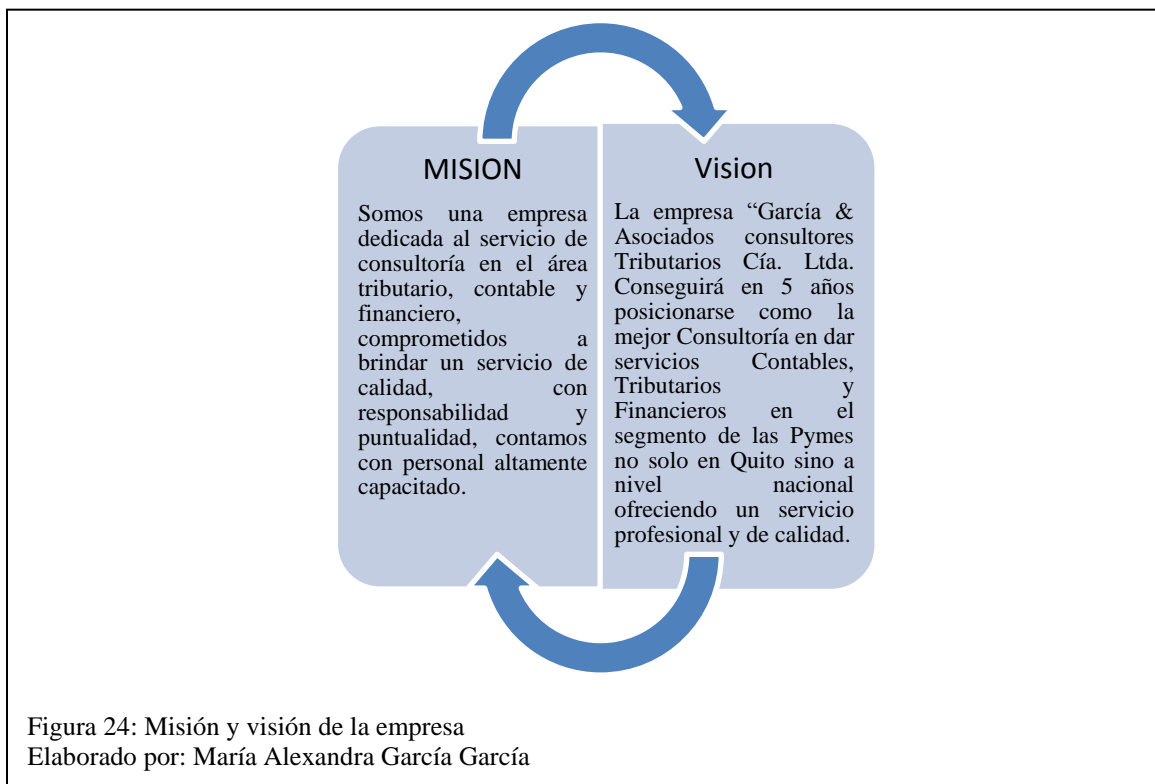 MISION
Somos una empresa
dedicada al servicio de
consultoría en el área
tributario, contable y
financiero,
comprometidos a
brindar un servicio de
calidad, con
responsabilidad y
puntualidad, contamos
con personal altamente
capacitado.
Vision
La empresa “García &
Asociados consultores
Tributarios Cía. Ltda.
Conseguirá en 5 años
posicionarse como la
mejor Consultoría en dar
servicios Contables,
Tributarios y
Financieros en el
segmento de las Pymes
no solo en Quito sino a
nivel nacional
ofreciendo un servicio
profesional y de calidad.
Figura 24: Misión y visión de la empresa
Elaborado por: María Alexandra García García